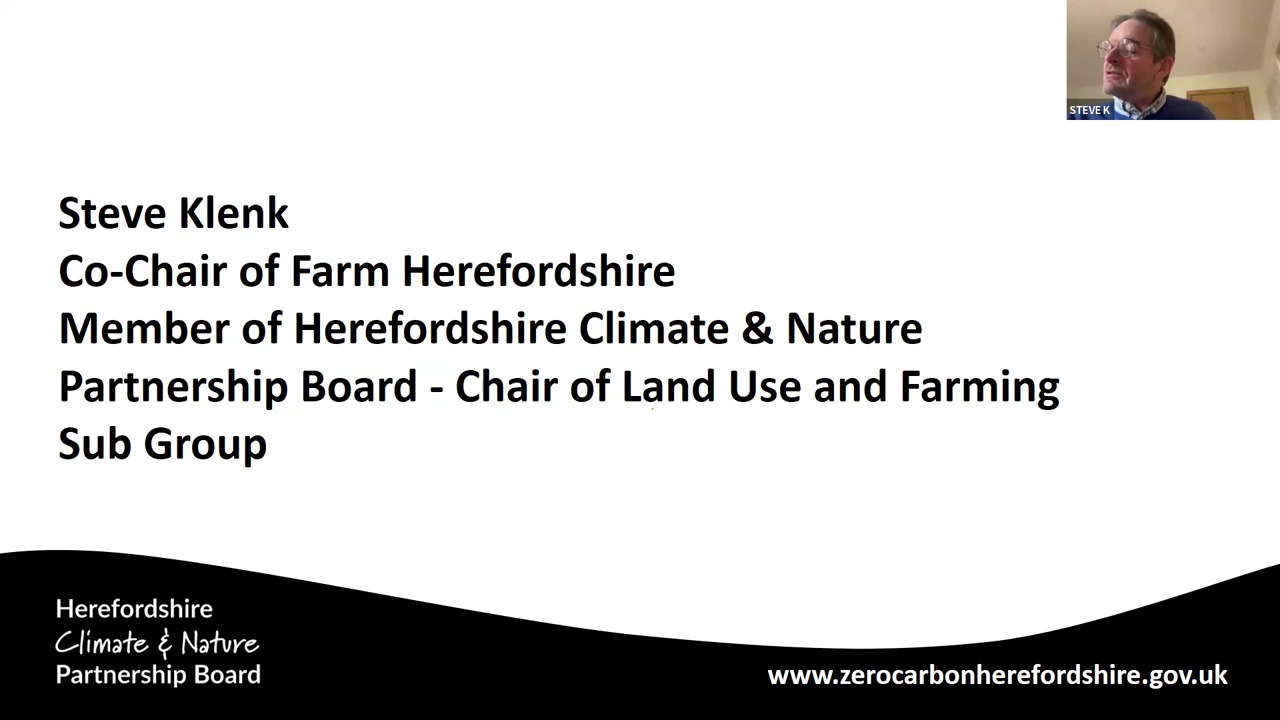 STEVE K
Steve Klenk
Co-Chair of Farm Herefordshire
Member of Herefordshire Climate & Nature
Partnership Board - Chair of Land Use and Farming
Sub Group
Herefordshire
Climate & Nature
Partnership Board
www.zerocarbonherefordshire.gov.uk